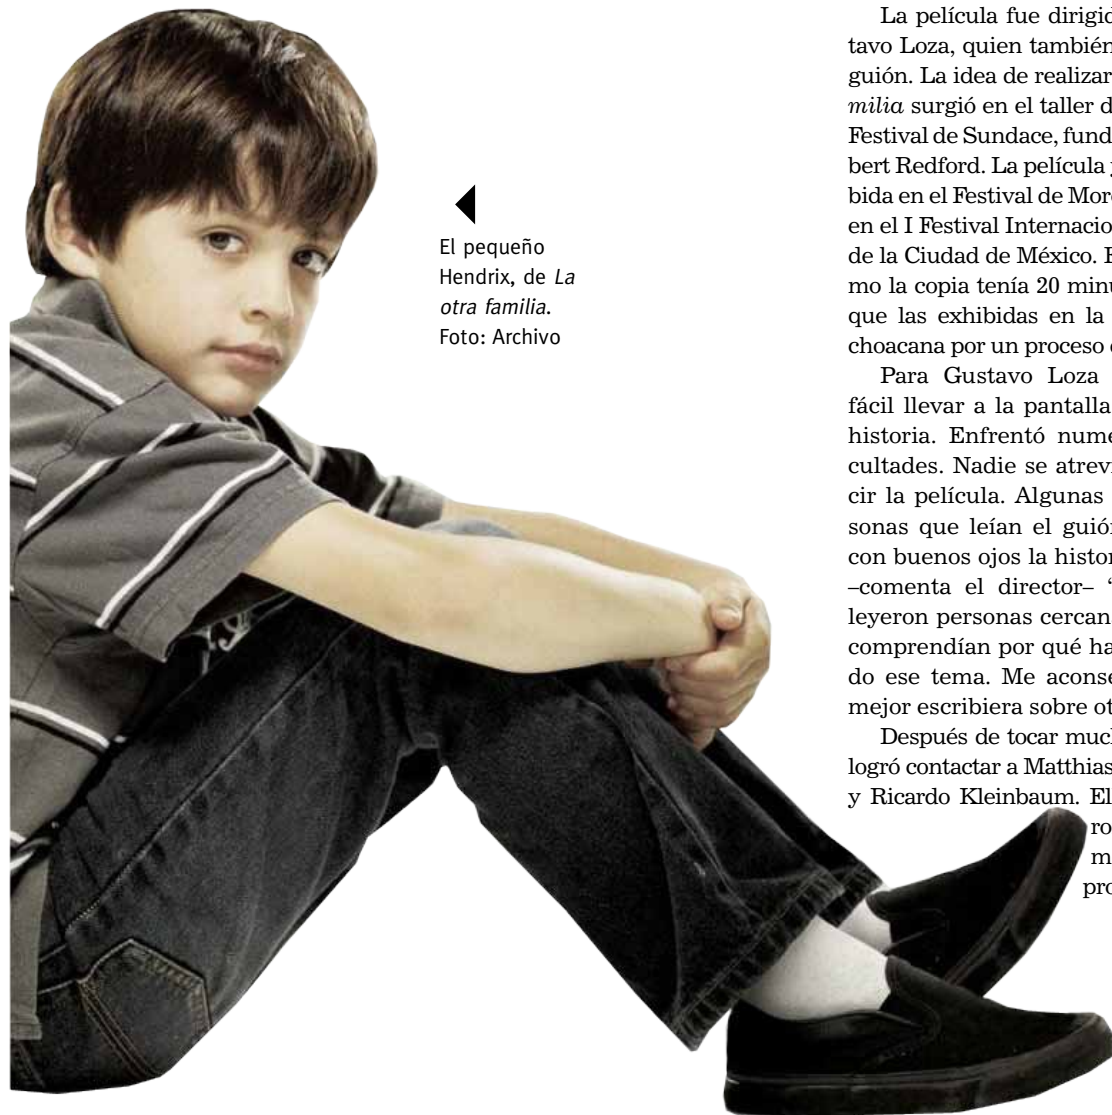 El pequeño
Hendrix, de La
otra familia.
Foto: Archivo
La película fue dirigid
tavo Loza, quien también
guión. La idea de realizar
milia surgió en el taller d
Festival de Sundace, fund
bert Redford. La película y
bida en el Festival de More
en el I Festival Internacio
de la Ciudad de México. E
mo la copia tenía 20 minu
que las exhibidas en la
choacana por un proceso d
Para Gustavo Loza
fácil llevar a la pantalla
historia. Enfrentó nume
cultades. Nadie se atrevi
cir la película. Algunas
sonas que leían el guión
con buenos ojos la histor
–comenta el director– “
leyeron personas cercan
comprendían por qué ha
do ese tema. Me aconse
mejor escribiera sobre ot
Después de tocar much
logró contactar a Matthias
y Ricardo Kleinbaum. El
ro
m
pro